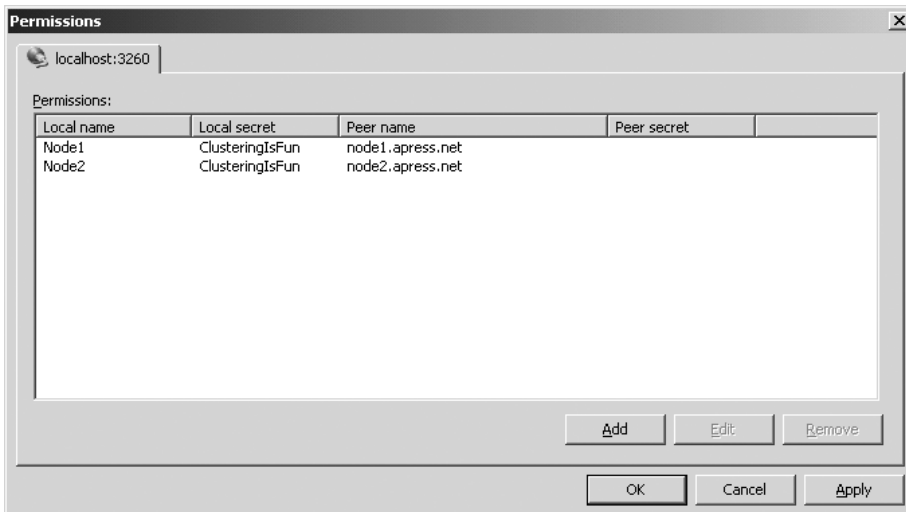 Permissions
localhost:3260
Permissions:
Local name Local secret Peer name Peer secret
Node1 ClusteringIsFun node1.apress.net
Node2 ClusteringIsFun node2.apress.net
Add Edit Remove
OK Cancel Apply